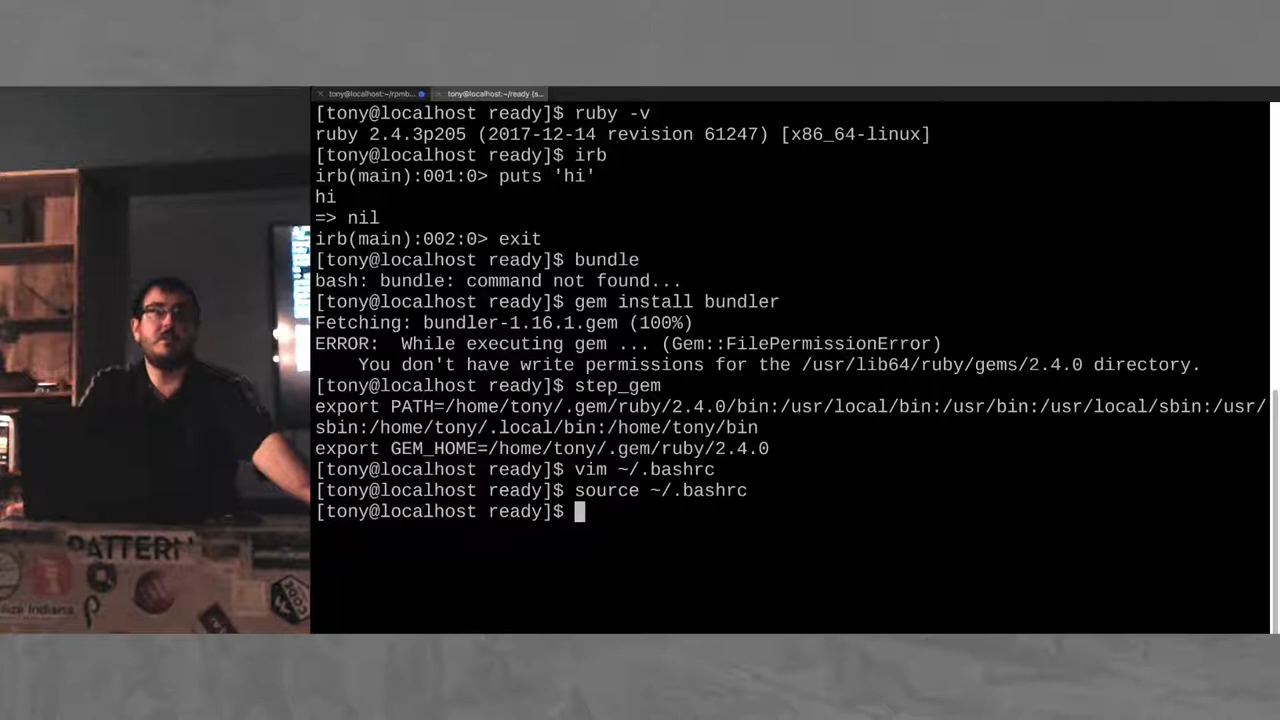 tony@localhost:~/rpmb...
tony@localhost:~/ready (s...
[tony@localhost ready]$ ruby -v
ruby 2.4.3p205 (2017-12-14 revision 61247) [x86_64-linux]
[tony@localhost ready]$ irb
irb(main):001:0> puts 'hi'
hi
=> nil
irb(main):002:0> exit
[tony@localhost ready]$ bundle
bash: bundle: command not found...
[tony@localhost ready]$ gem install bundler
Fetching: bundler-1.16.1.gem (100%)
ERROR:  While executing gem ... (Gem::FilePermissionError)
    You don't have write permissions for the /usr/lib64/ruby/gems/2.4.0 directory.
[tony@localhost ready]$ step_gem
export PATH=/home/tony/.gem/ruby/2.4.0/bin:/usr/local/bin:/usr/bin:/usr/local/sbin:/usr/
sbin:/home/tony/.local/bin:/home/tony/bin
export GEM_HOME=/home/tony/.gem/ruby/2.4.0
[tony@localhost ready]$ vim ~/.bashrc
[tony@localhost ready]$ source ~/.bashrc
[tony@localhost ready]$
PATTERN
CODE
Indiana